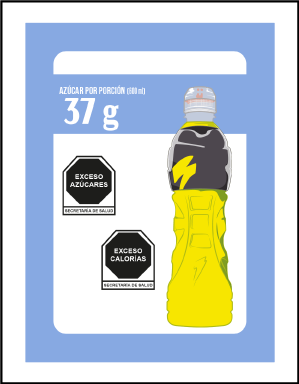 AZÚCAR POR PORCIÓN (600 ml)
37 g
EXCESO
AZÚCARES
SECRETARÍA DE SALUD
EXCESO
CALORÍAS
SECRETARÍA DE SALUD